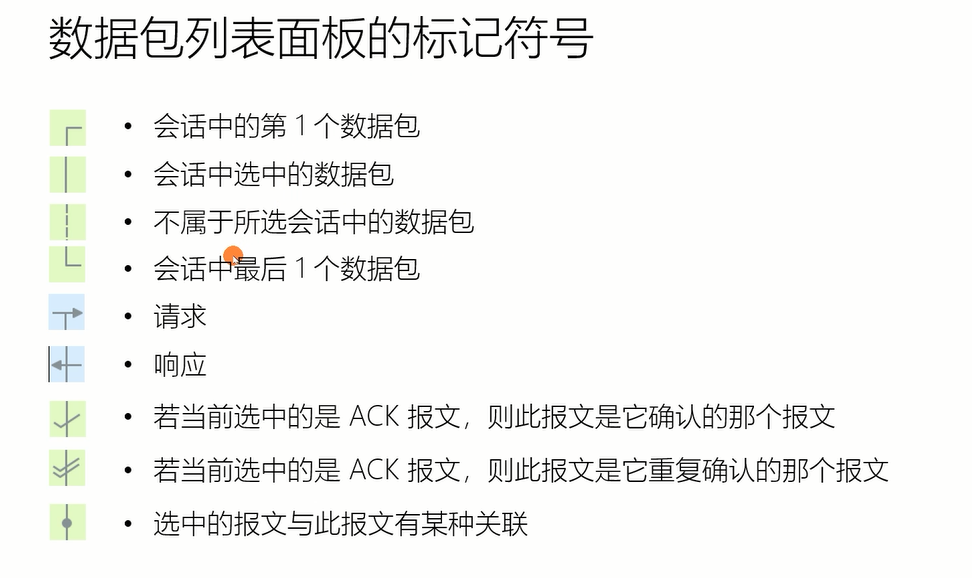 数据包列表面板的标记符号
• 会话中的第 1 个数据包
• 会话中选中的数据包
• 不属于所选会话中的数据包
• 会话中最后 1 个数据包
• 请求
• 响应
• 若当前选中的是 ACK 报文，则此报文是它确认的那个报文
• 若当前选中的是 ACK 报文，则此报文是它重复确认的那个报文
• 选中的报文与此报文有某种关联